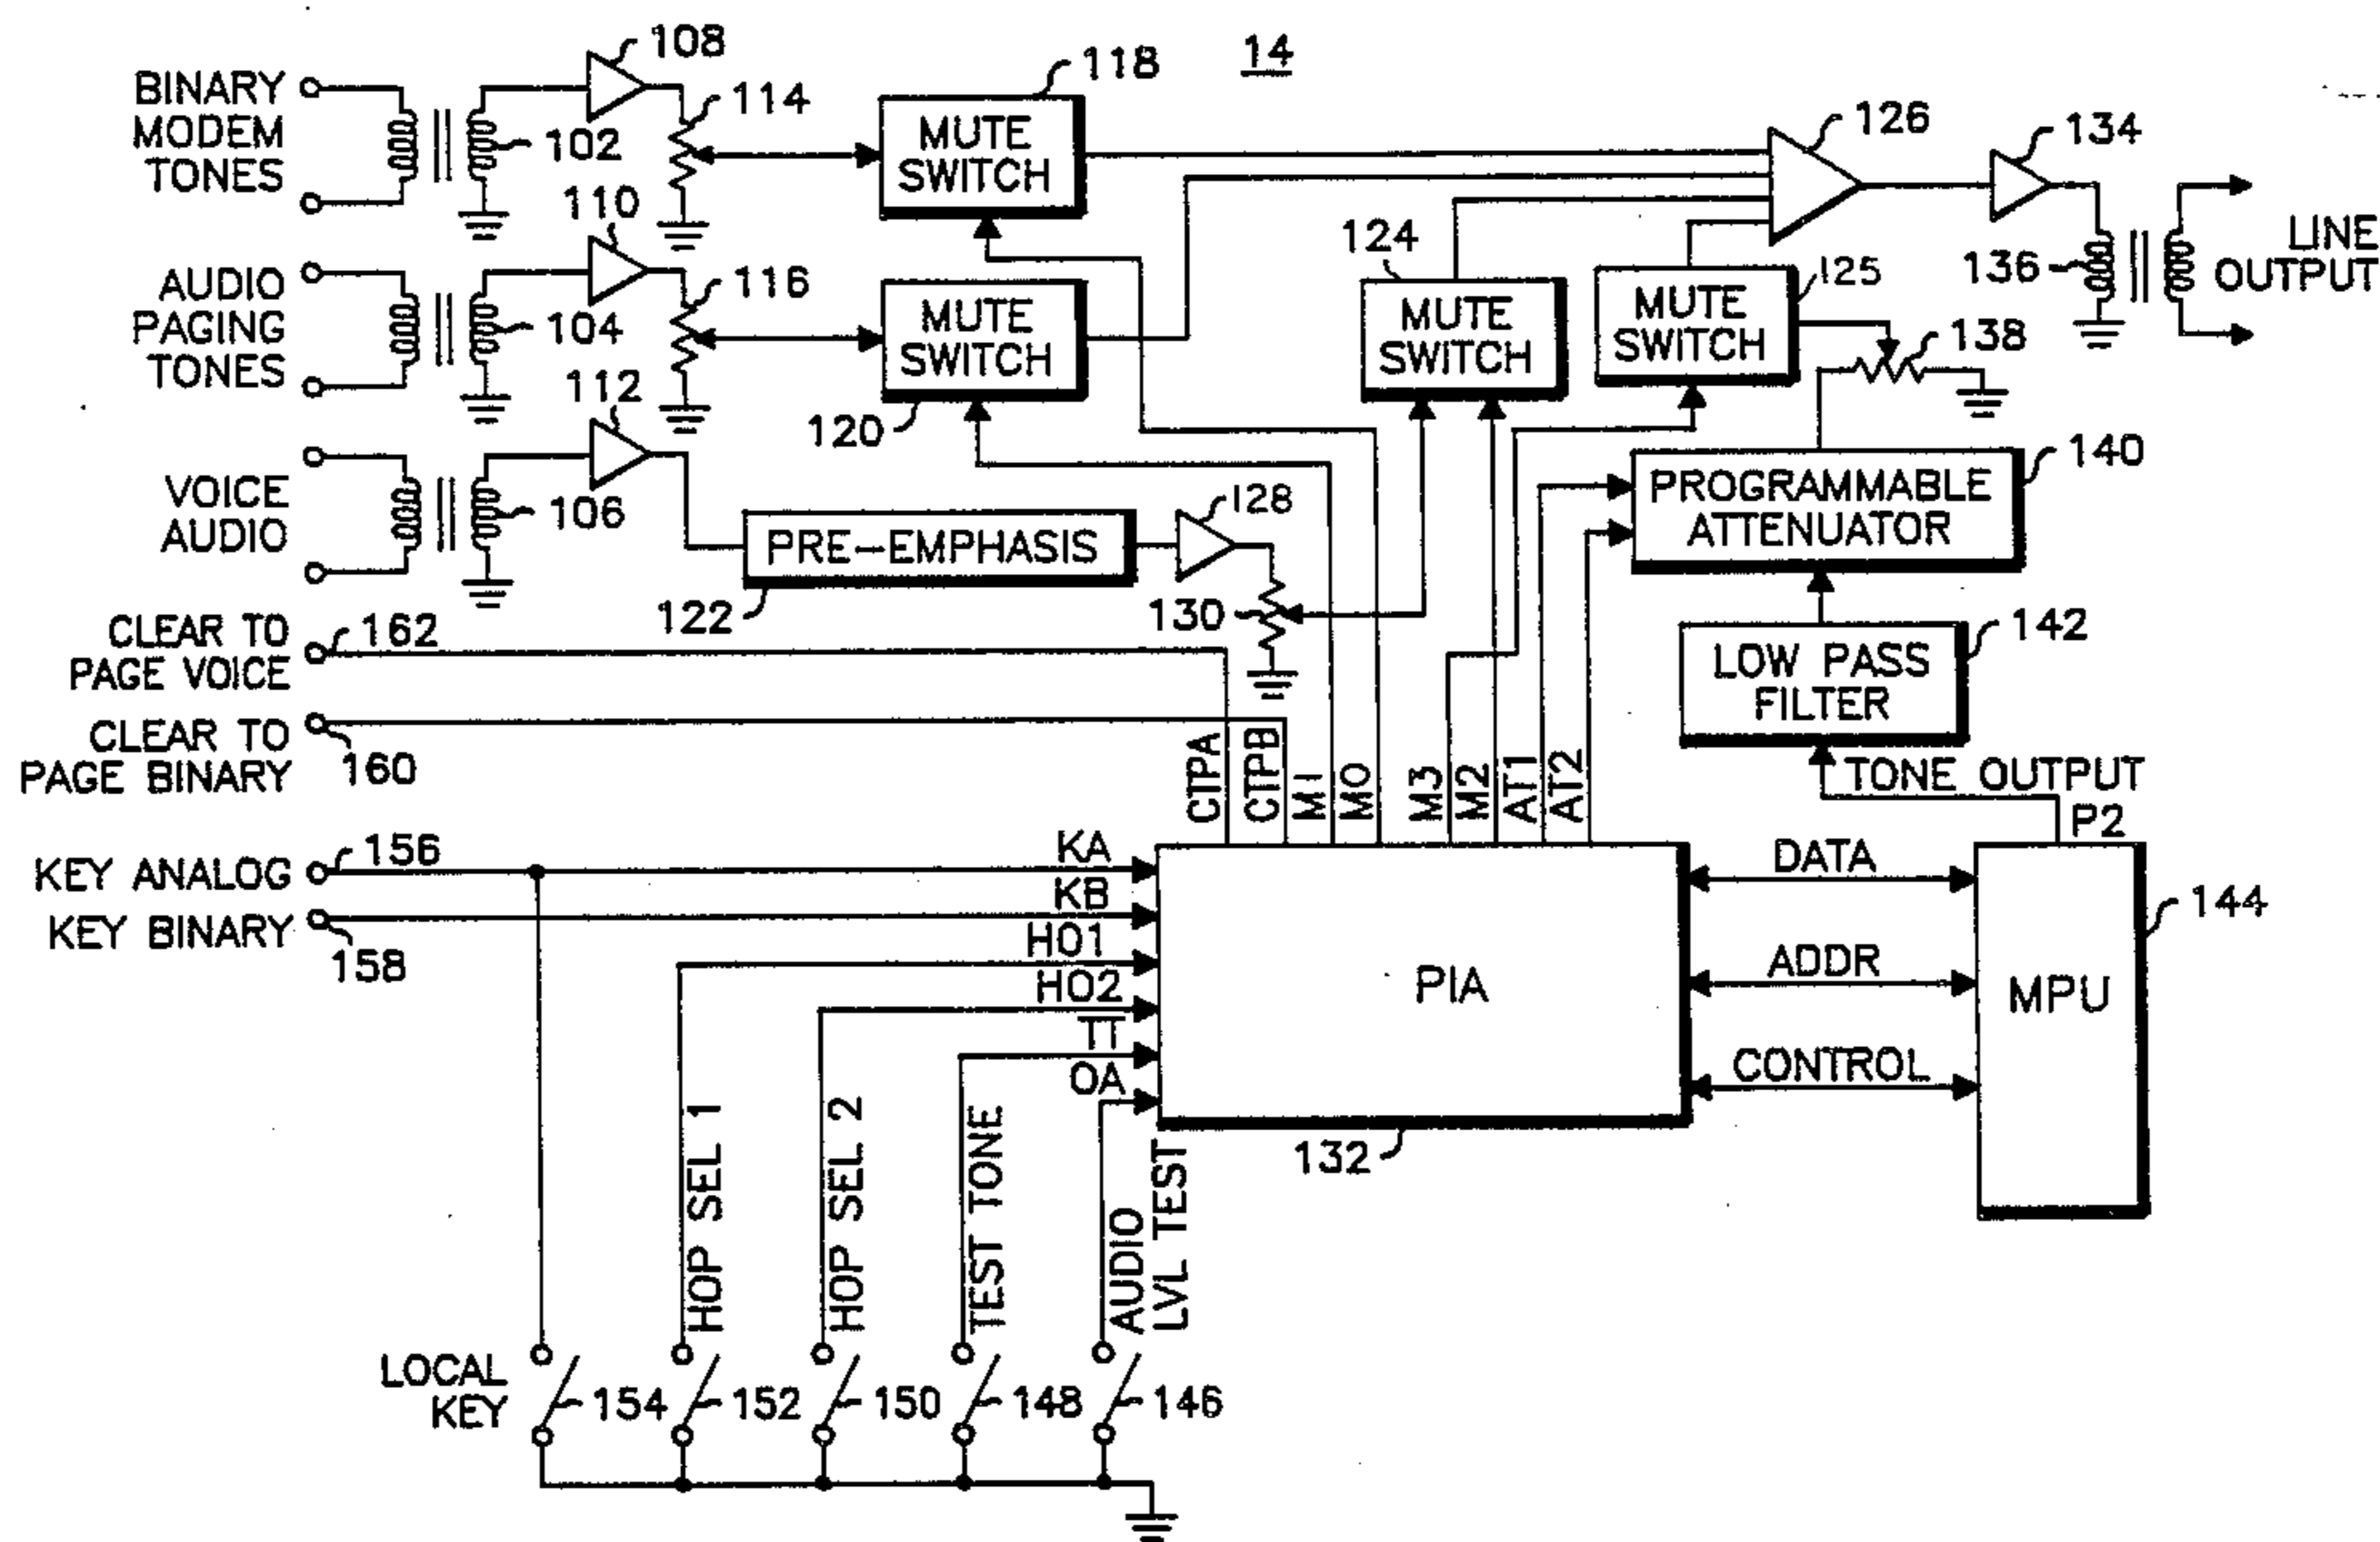 14
BINARY
MODEM
TONES
102
108
114
MUTE
SWITCH
118
126
134
AUDIO
PAGING
TONES
104
110
116
MUTE
SWITCH
120
124
MUTE
SWITCH
125
MUTE
SWITCH
138
136
LINE
OUTPUT
VOICE
AUDIO
106
112
PRE-EMPHASIS
122
128
130
PROGRAMMABLE
ATTENUATOR
140
LOW PASS
FILTER
142
TONE OUTPUT
P2
CLEAR TO
PAGE VOICE
162
CLEAR TO
PAGE BINARY
160
CTPA
CTPB
M1
M0
M3
M2
AT1
AT2
KEY ANALOG
156
KEY BINARY
158
KA
KB
HO1
HO2
TT
OA
PIA
132
DATA
ADDR
CONTROL
MPU
144
HOP SEL 1
HOP SEL 2
TEST TONE
AUDIO
LVL TEST
LOCAL
KEY
154
152
150
148
146